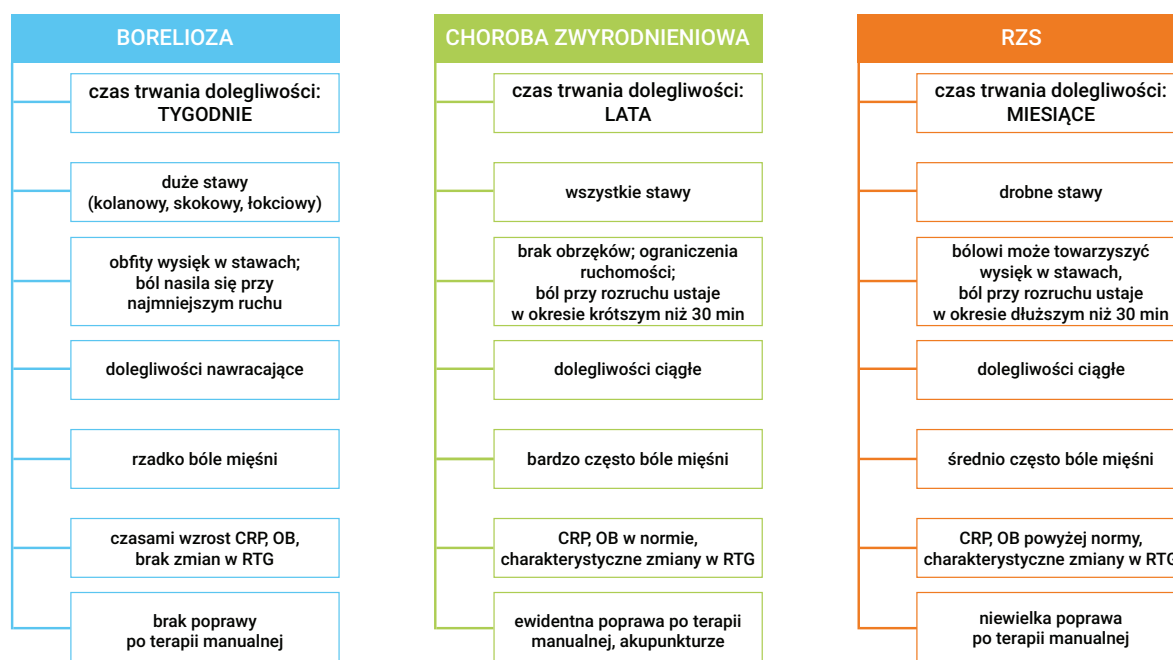 BORELIOZA
czas trwania dolegliwości:
TYGODNIE
duże stawy
(kolanowy, skokowy, łokciowy)
obfity wysięk w stawach;
ból nasila się przy
najmniejszym ruchu
dolegliwości nawracające
rzadko bóle mięśni
czasami wzrost CRP, OB,
brak zmian w RTG
brak poprawy
po terapii manualnej
CHOROBA ZWYRODNIENIOWA
czas trwania dolegliwości:
LATA
wszystkie stawy
brak obrzęków; ograniczenia
ruchomości;
ból przy rozruchu ustaje
w okresie krótszym niż 30 min
dolegliwości ciągłe
bardzo często bóle mięśni
CRP, OB w normie,
charakterystyczne zmiany w RTG
ewidentna poprawa po terapii
manualnej, akupunkturze
RZS
czas trwania dolegliwości:
MIESIĄCE
drobne stawy
bólowi może towarzyszyć
wysięk w stawach,
ból przy rozruchu ustaje
w okresie dłuższym niż 30 min
dolegliwości ciągłe
średnio często bóle mięśni
CRP, OB powyżej normy,
charakterystyczne zmiany w RTG
niewielka poprawa
po terapii manualnej